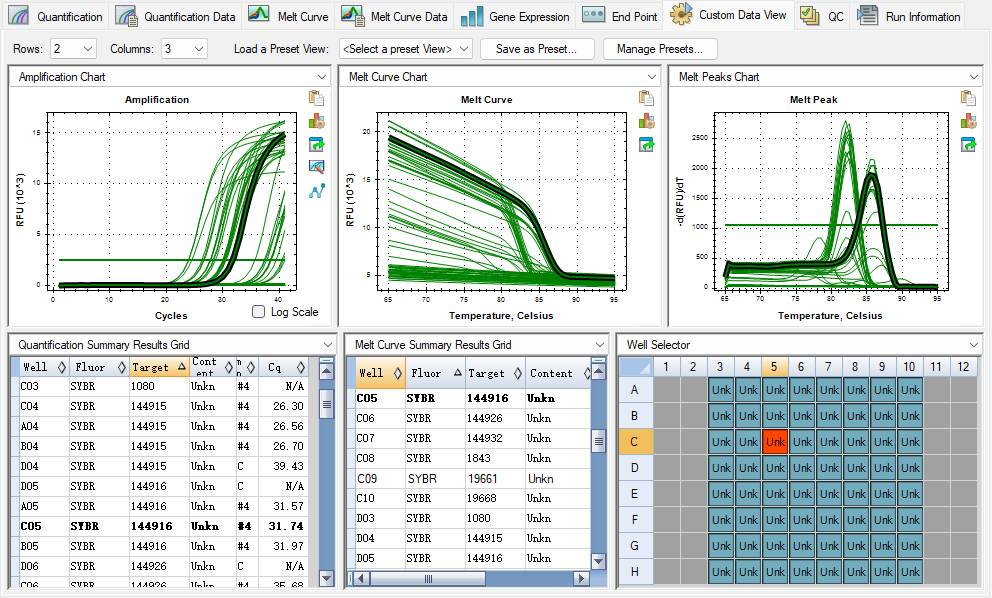 Quantification Quantification Data Melt Curve Melt Curve Data Gene Expression End Point Custom Data View QC Run Infomation
Rows: 2 Columns: 3 Load a Preset View: <Select a preset View> Save as Preset... Manage Presets...
Amplification Chart
Amplification
RFU (10^3)
15
10
5
0
0 10 20 30 40
Cycles
Log Scale
Melt Curve Chart
Melt Curve
RFU (10^3)
20
15
10
5
65 70 75 80 85 90 95
Temperature, Celsius
Melt Peaks Chart
Melt Peak
-d(RFU)/dT
2500
2000
1500
1000
500
0
65 70 75 80 85 90 95
Temperature, Celsius
Quantification Summary Results Grid
Well Fluor Target Cont Cq
C03 SYBR 1080 Unkn #4 N/A
C04 SYBR 144915 Unkn #4 26.30
A04 SYBR 144915 Unkn #4 26.56
B04 SYBR 144915 Unkn #4 26.70
D04 SYBR 144915 Unkn C 39.43
D05 SYBR 144916 Unkn C N/A
A05 SYBR 144916 Unkn #4 31.57
C05 SYBR 144916 Unkn #4 31.74
B05 SYBR 144916 Unkn #4 31.97
D06 SYBR 144926 Unkn C N/A
C06 SYBR 144926 Unkn #4 35.68
Melt Curve Summary Results Grid
Well Fluor Target Content
C05 SYBR 144916 Unkn
C06 SYBR 144926 Unkn
C07 SYBR 144932 Unkn
C08 SYBR 1843 Unkn
C09 SYBR 19661 Unkn
C10 SYBR 19668 Unkn
D03 SYBR 1080 Unkn
D04 SYBR 144915 Unkn
D05 SYBR 144916 Unkn
Well Selector
1 2 3 4 5 6 7 8 9 10 11 12
A Unk Unk Unk Unk Unk Unk Unk Unk
B Unk Unk Unk Unk Unk Unk Unk Unk
C Unk Unk Unk Unk Unk Unk Unk Unk
D Unk Unk Unk Unk Unk Unk Unk Unk
E Unk Unk Unk Unk Unk Unk Unk Unk
F Unk Unk Unk Unk Unk Unk Unk Unk
G Unk Unk Unk Unk Unk Unk Unk Unk
H Unk Unk Unk Unk Unk Unk Unk Unk